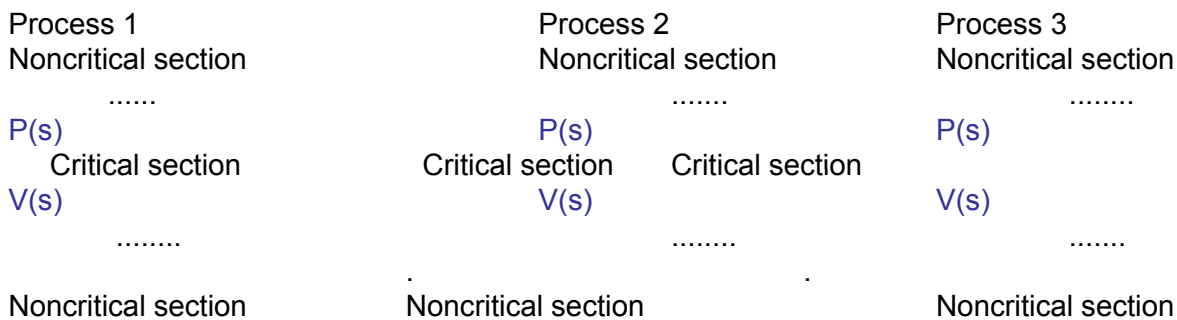 Process 1 Process 2 Process 3
Noncritical section Noncritical section Noncritical section
...... ....... ........
P(s) P(s) P(s)
Critical section Critical section Critical section
V(s) V(s) V(s)
........ ........ .......
. .
Noncritical section Noncritical section Noncritical section